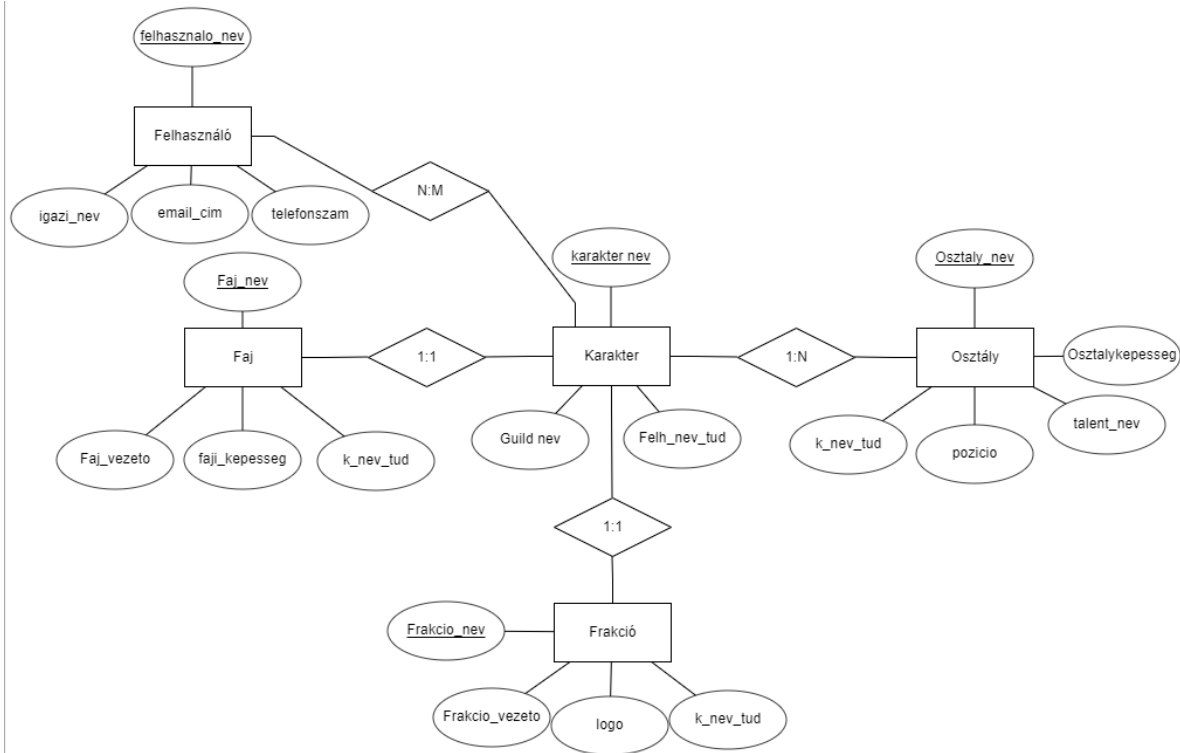 felhasznalo_nev
Felhasználó
igazi_nev
email_cim
telefonszam
N:M
Faj_nev
karakter nev
Osztaly_nev
Faj
1:1
Karakter
1:N
Osztály
Osztalykepesseg
Faj_vezeto
faji_kepesseg
k_nev_tud
Guild nev
Felh_nev_tud
k_nev_tud
pozicio
talent_nev
1:1
Frakcio_nev
Frakció
Frakcio_vezeto
logo
k_nev_tud